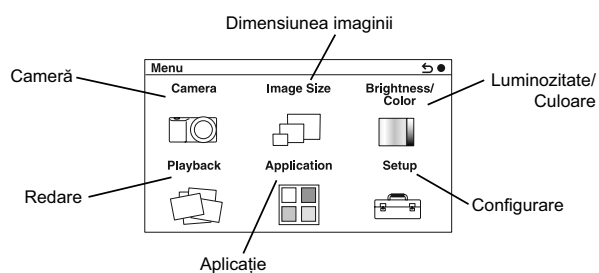 Dimensiunea imaginii
Cameră
Menu
Camera
Image Size
Brightness/
Color
Luminozitate/
Culoare
Playback
Application
Setup
Redare
Configurare
Aplicație